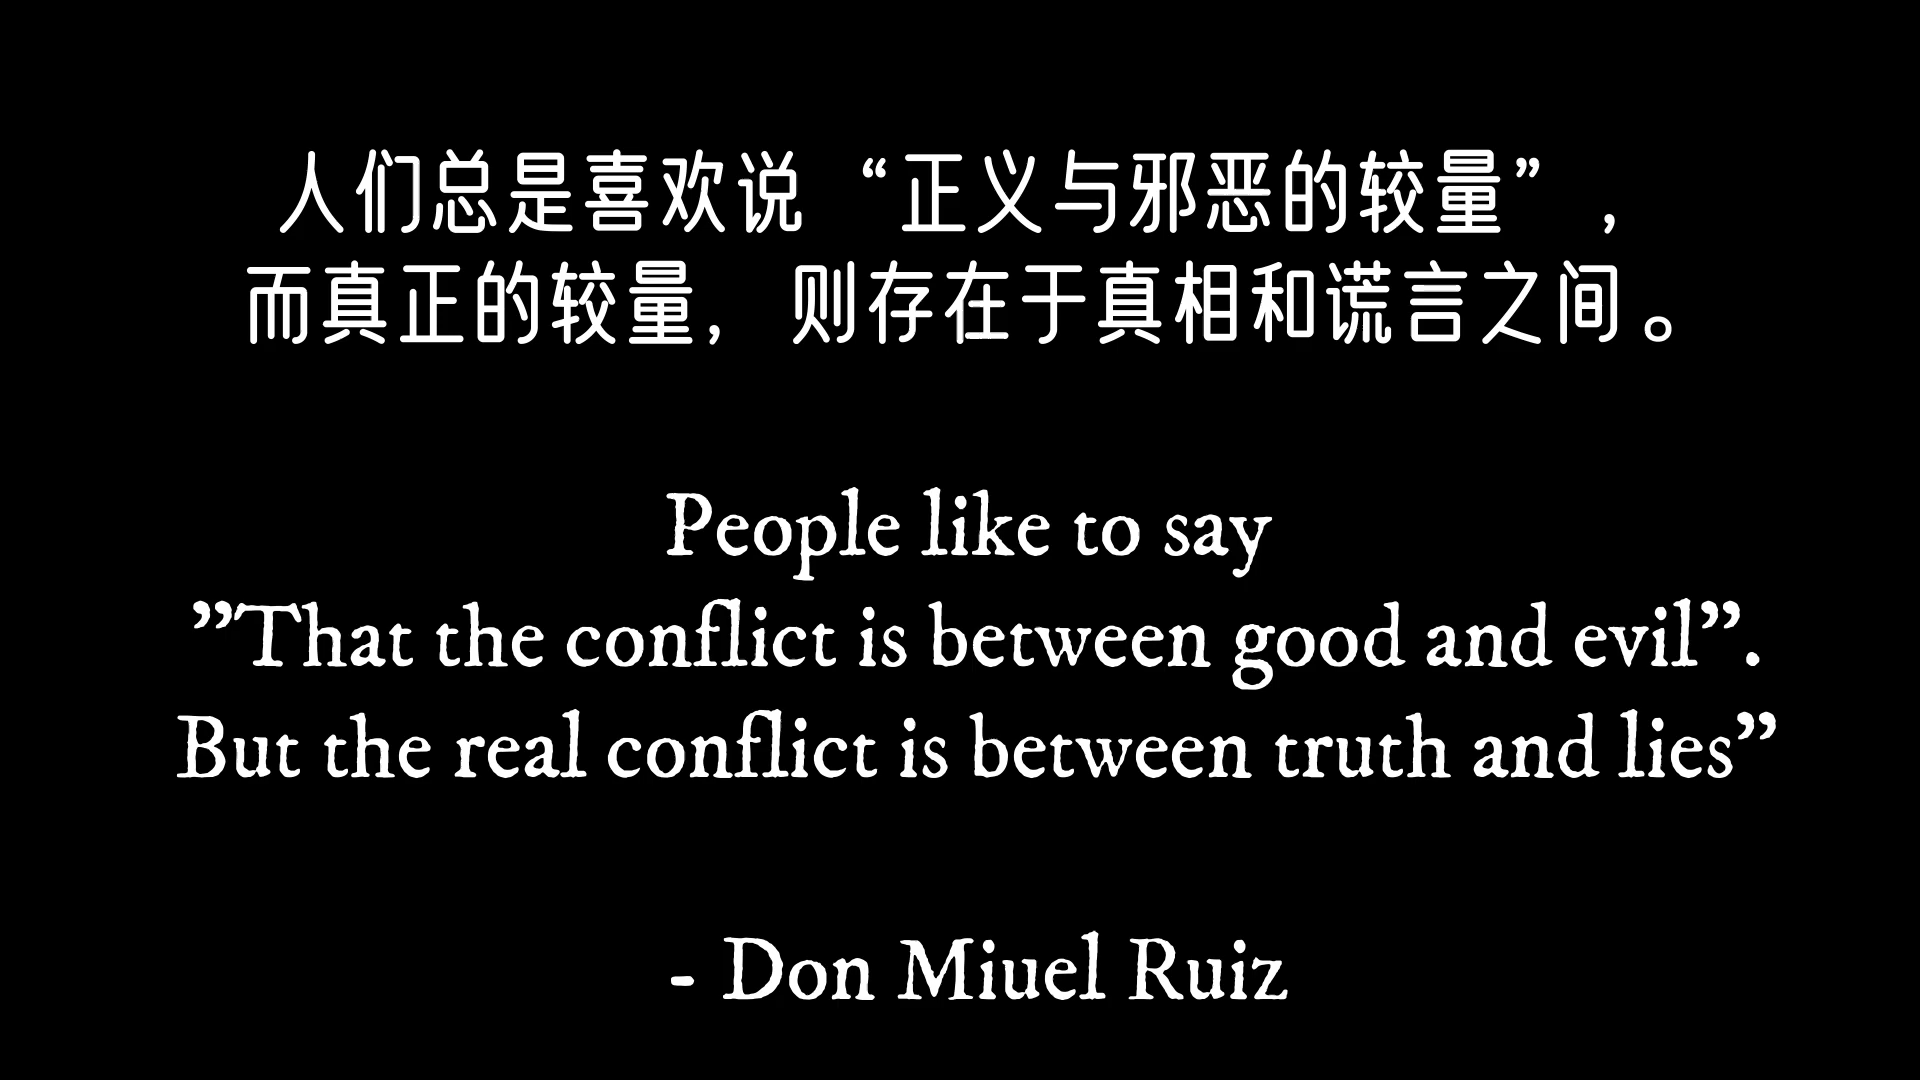 人们总是喜欢说 “正义与邪恶的较量” ，
而真正的较量， 则存在于真相和谎言之间。
People like to say
”That the conflict is between good and evil”.
But the real conflict is between truth and lies”
- Don Miuel Ruiz